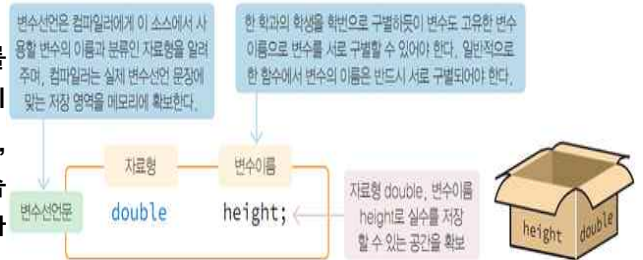 변수선언은 컴파일러에게 이 소스에서 사
용할 변수의 이름과 분류인 자료형을 알려
주며, 컴파일러는 실제 변수선언 문장에
맞는 저장 영역을 메모리에 확보한다.
한 학과의 학생을 학번으로 구별하듯이 변수도 고유한 변수
이름으로 변수를 서로 구별할 수 있어야 한다. 일반적으로
한 함수에서 변수의 이름은 반드시 서로 구별되어야 한다.
를
,
자료형
변수이름
변수선언문
double
height;
자료형 double, 변수이름
height로 실수를 저장
할 수 있는 공간을 확보
height
double